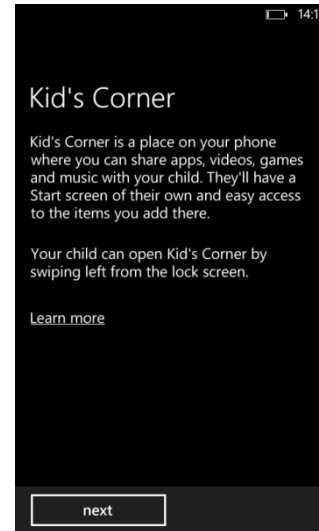 14:1
Kid's Corner
Kid's Corner is a place on your phone
where you can share apps, videos, games
and music with your child. They'll have a
Start screen of their own and easy access
to the items you add there.
Your child can open Kid's Corner by
swiping left from the lock screen.
Learn more
next